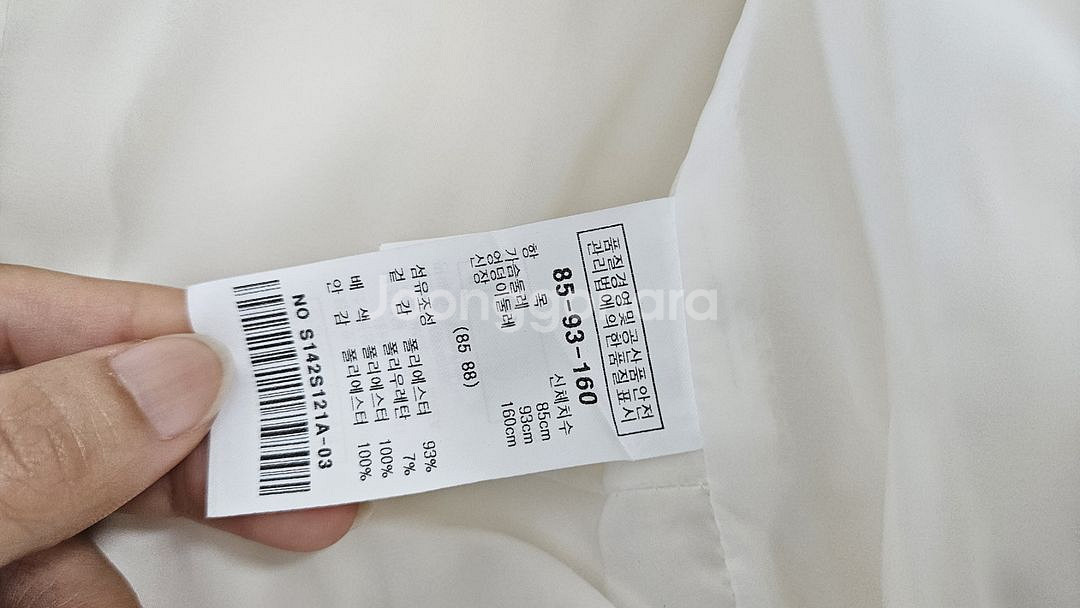 품질경영및공산품안전
관리법에의한품질표시
85-93-160
항 목 신체치수
가슴둘레 85cm
엉덩이둘레 93cm
신장 160cm
(85 88)
섬유조성
겉 감 폴리에스터 93%
폴리우레탄 7%
배 색 폴리에스터 100%
안 감 폴리에스터 100%
NO S142S121A-03
Joonggonara